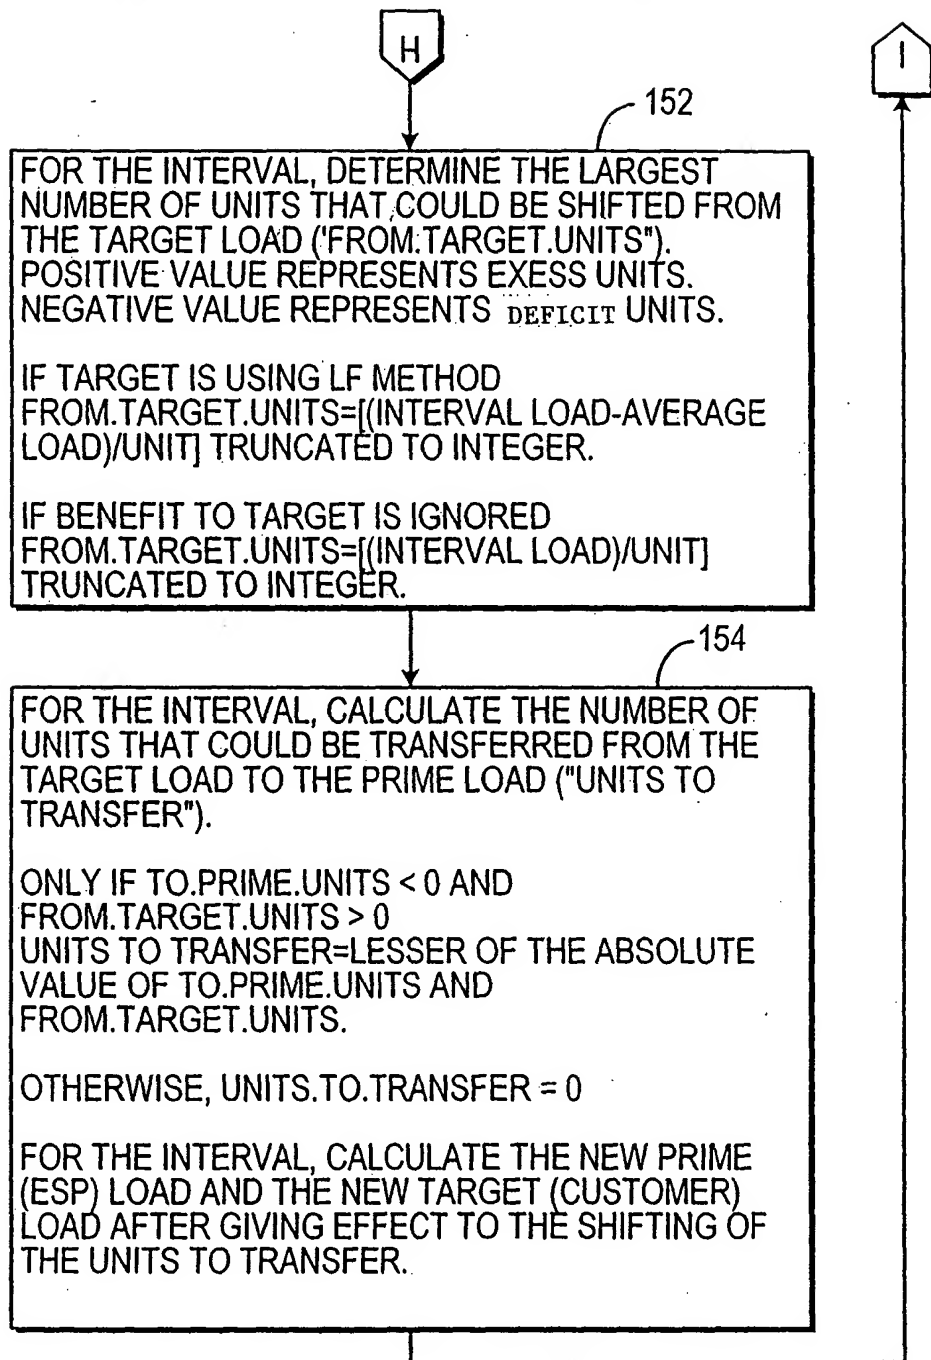 H
I
152
FOR THE INTERVAL, DETERMINE THE LARGEST
NUMBER OF UNITS THAT COULD BE SHIFTED FROM
THE TARGET LOAD ('FROM.TARGET.UNITS").
POSITIVE VALUE REPRESENTS EXESS UNITS.
NEGATIVE VALUE REPRESENTS DEFICIT UNITS.
IF TARGET IS USING LF METHOD
FROM.TARGET.UNITS=[(INTERVAL LOAD-AVERAGE
LOAD)/UNIT] TRUNCATED TO INTEGER.
IF BENEFIT TO TARGET IS IGNORED
FROM.TARGET.UNITS=[(INTERVAL LOAD)/UNIT]
TRUNCATED TO INTEGER.
154
FOR THE INTERVAL, CALCULATE THE NUMBER OF
UNITS THAT COULD BE TRANSFERRED FROM THE
TARGET LOAD TO THE PRIME LOAD ("UNITS TO
TRANSFER").
ONLY IF TO.PRIME.UNITS < 0 AND
FROM.TARGET.UNITS > 0
UNITS TO TRANSFER=LESSER OF THE ABSOLUTE
VALUE OF TO.PRIME.UNITS AND
FROM.TARGET.UNITS.
OTHERWISE, UNITS.TO.TRANSFER = 0
FOR THE INTERVAL, CALCULATE THE NEW PRIME
(ESP) LOAD AND THE NEW TARGET (CUSTOMER)
LOAD AFTER GIVING EFFECT TO THE SHIFTING OF
THE UNITS TO TRANSFER.